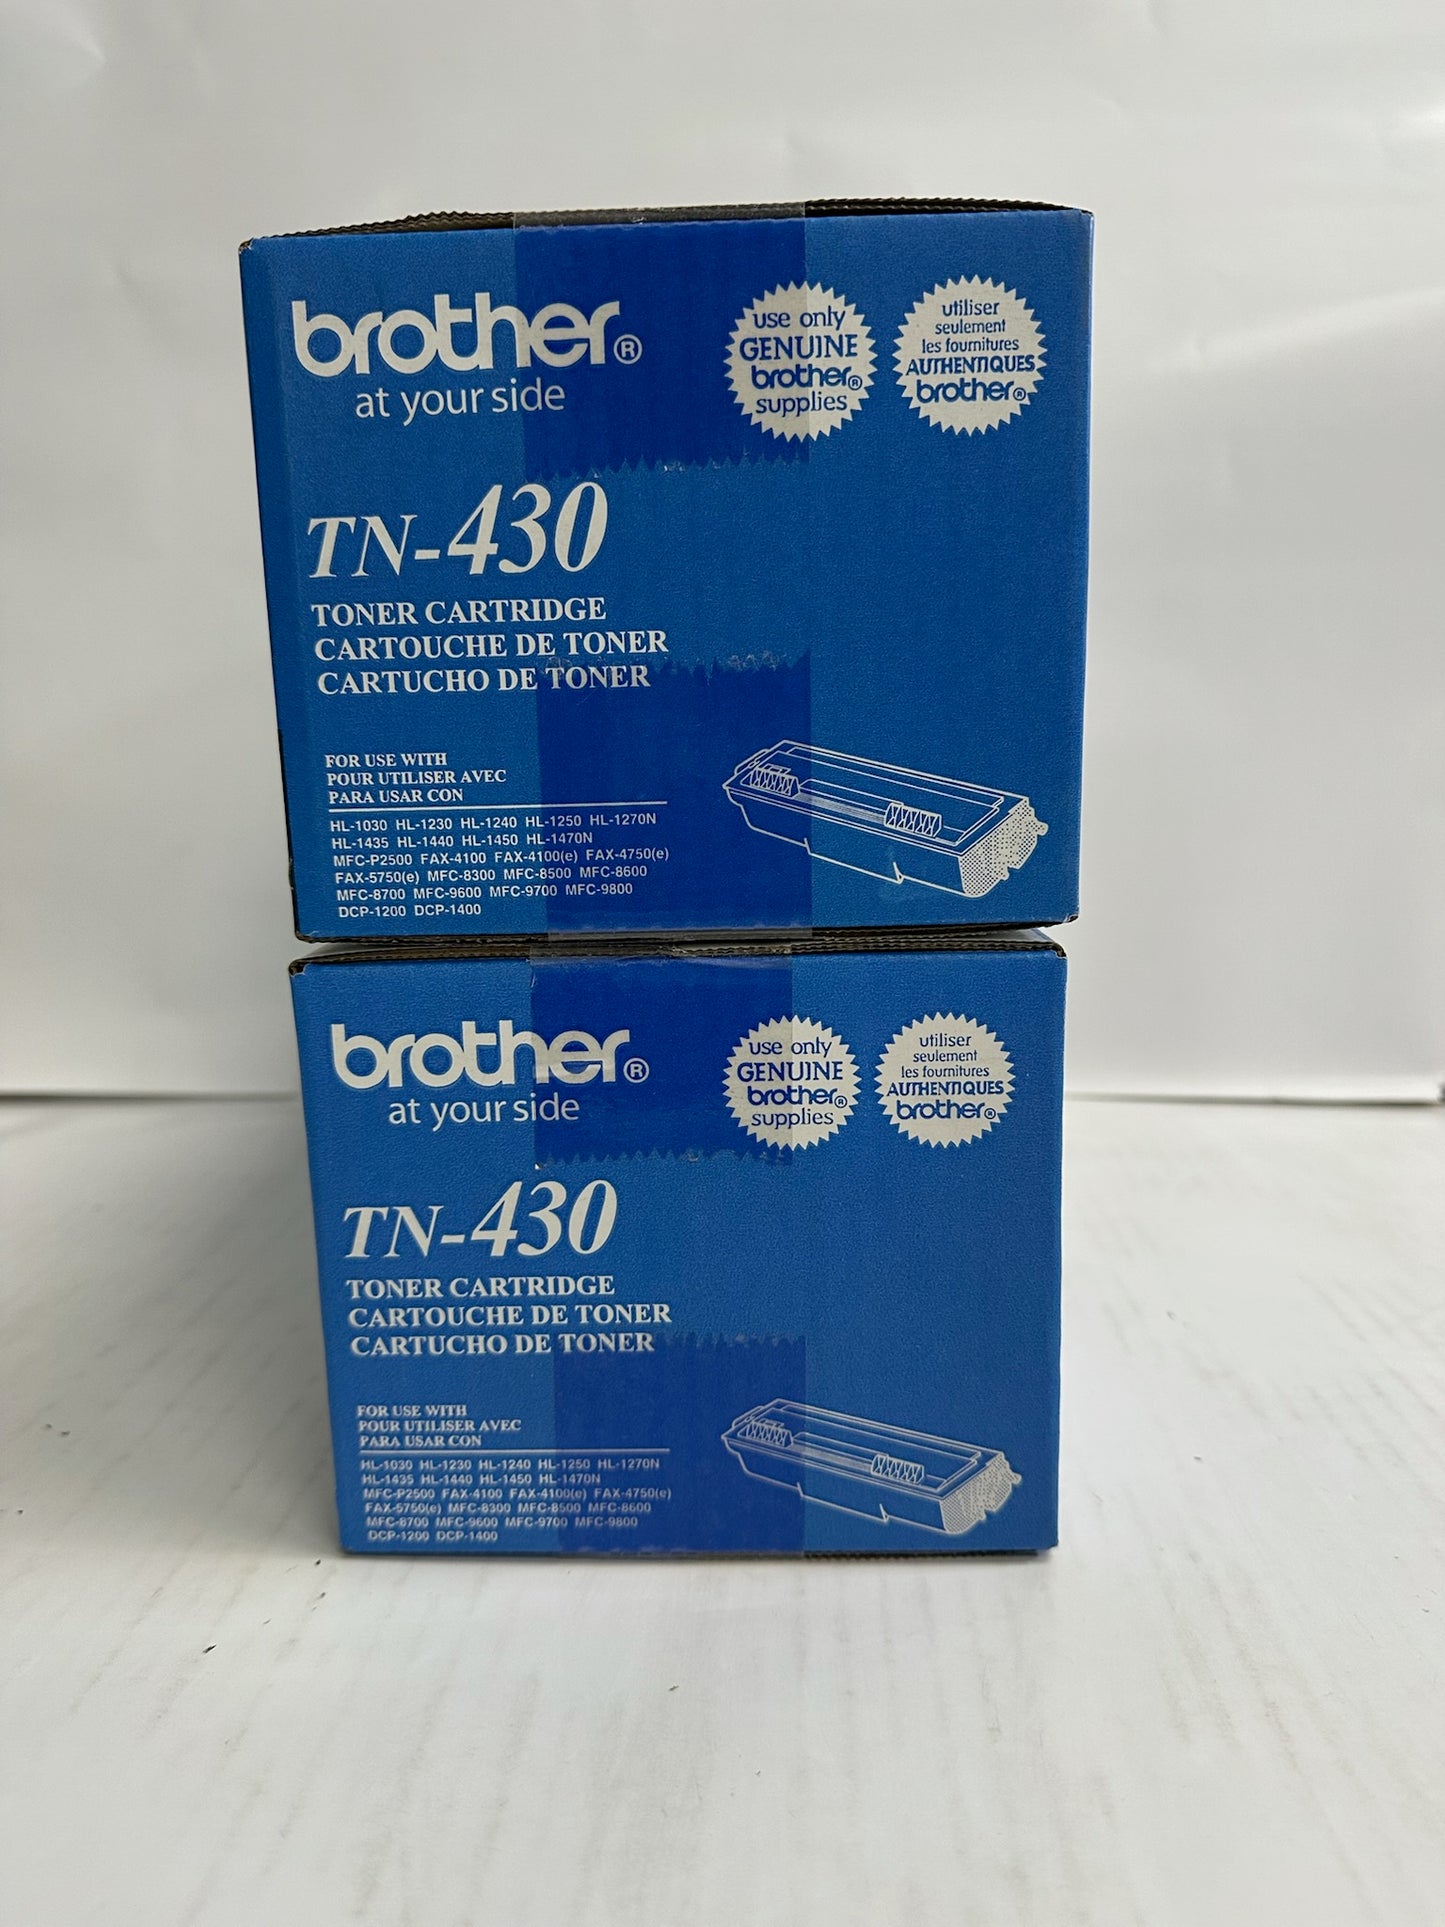 brother®
at your side
use only
GENUINE
brother®
supplies
utiliser
seulement
les fournitures
AUTHENTIQUES
brother®
TN-430
TONER CARTRIDGE
CARTOUCHE DE TONER
CARTUCHO DE TONER
FOR USE WITH
POUR UTILISER AVEC
PARA USAR CON
HL-1030 HL-1230 HL-1240 HL-1250 HL-1270N
HL-1435 HL-1440 HL-1450 HL-1470N
MFC-P2500 FAX-4100 FAX-4100(e) FAX-4750(e)
FAX-5750(e) MFC-8300 MFC-8500 MFC-8600
MFC-8700 MFC-9600 MFC-9700 MFC-9800
DCP-1200 DCP-1400
brother®
at your side
use only
GENUINE
brother®
supplies
utiliser
seulement
les fournitures
AUTHENTIQUES
brother®
TN-430
TONER CARTRIDGE
CARTOUCHE DE TONER
CARTUCHO DE TONER
FOR USE WITH
POUR UTILISER AVEC
PARA USAR CON
HL-1030 HL-1230 HL-1240 HL-1250 HL-1270N
HL-1435 HL-1440 HL-1450 HL-1470N
MFC-P2500 FAX-4100 FAX-4100(e) FAX-4750(e)
FAX-5750(e) MFC-8300 MFC-8500 MFC-8600
MFC-8700 MFC-9600 MFC-9700 MFC-9800
DCP-1200 DCP-1400